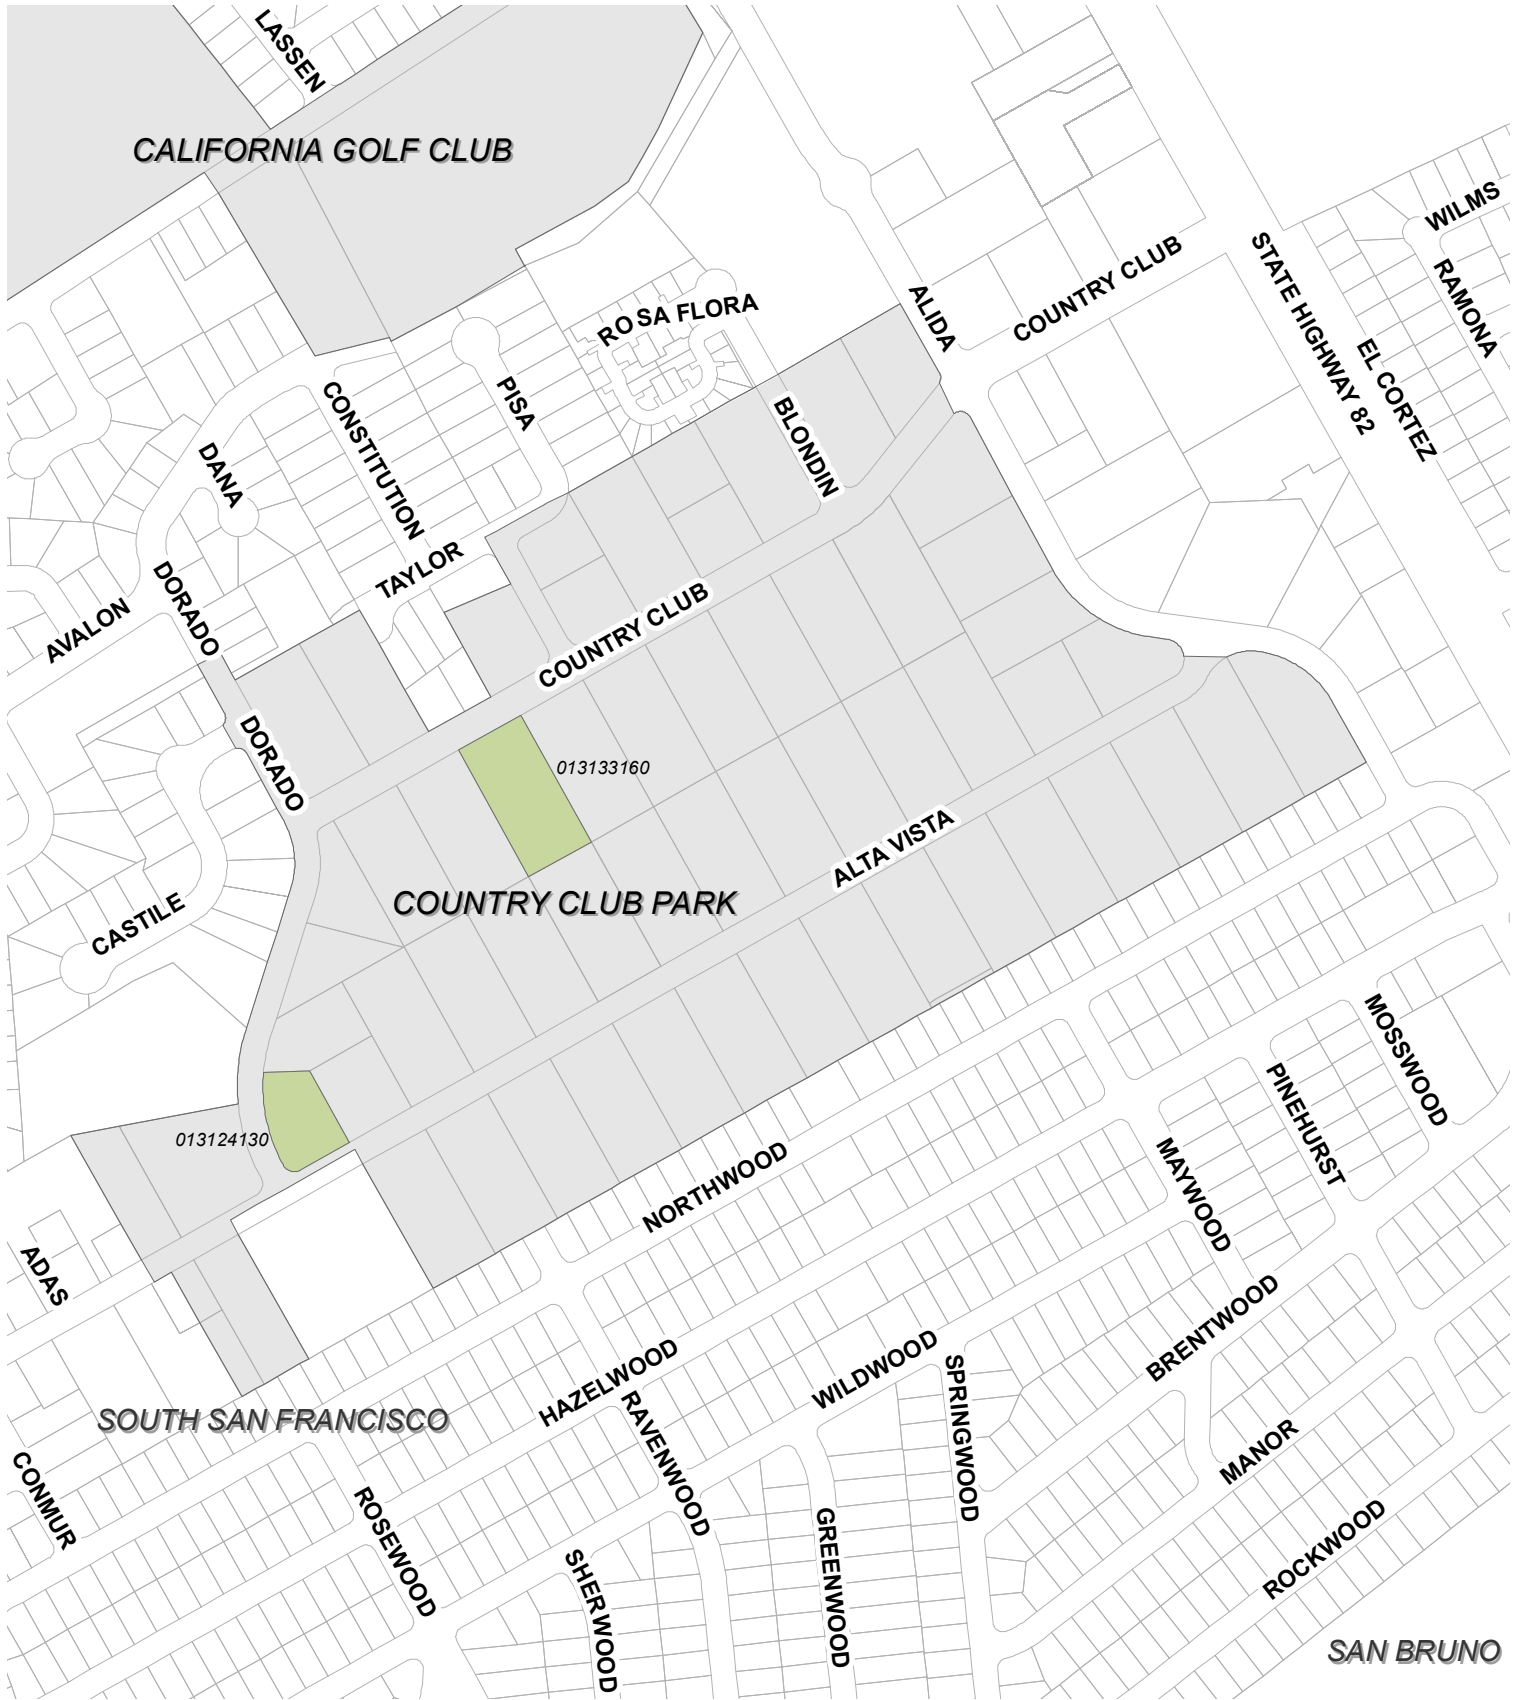 LASSEN
CALIFORNIA GOLF CLUB
WILMS
STATE HIGHWAY 82
COUNTRY CLUB
RAMONA
ALIDA
ROSA FLORA
EL CORTEZ
PISA
CONSTITUTION
BLONDIN
DANA
TAYLOR
DORADO
AVALON
COUNTRY CLUB
DORADO
013133160
ALTA VISTA
COUNTRY CLUB PARK
CASTILE
MOSSWOOD
PINEHURST
013124130
NORTHWOOD
MAYWOOD
ADAS
BRENTWOOD
HAZELWOOD
WILDWOOD
SPRINGWOOD
SOUTH SAN FRANCISCO
RAVENWOOD
MANOR
CONMUR
ROSEWOOD
GREENWOOD
ROCKWOOD
SHERWOOD
SAN BRUNO